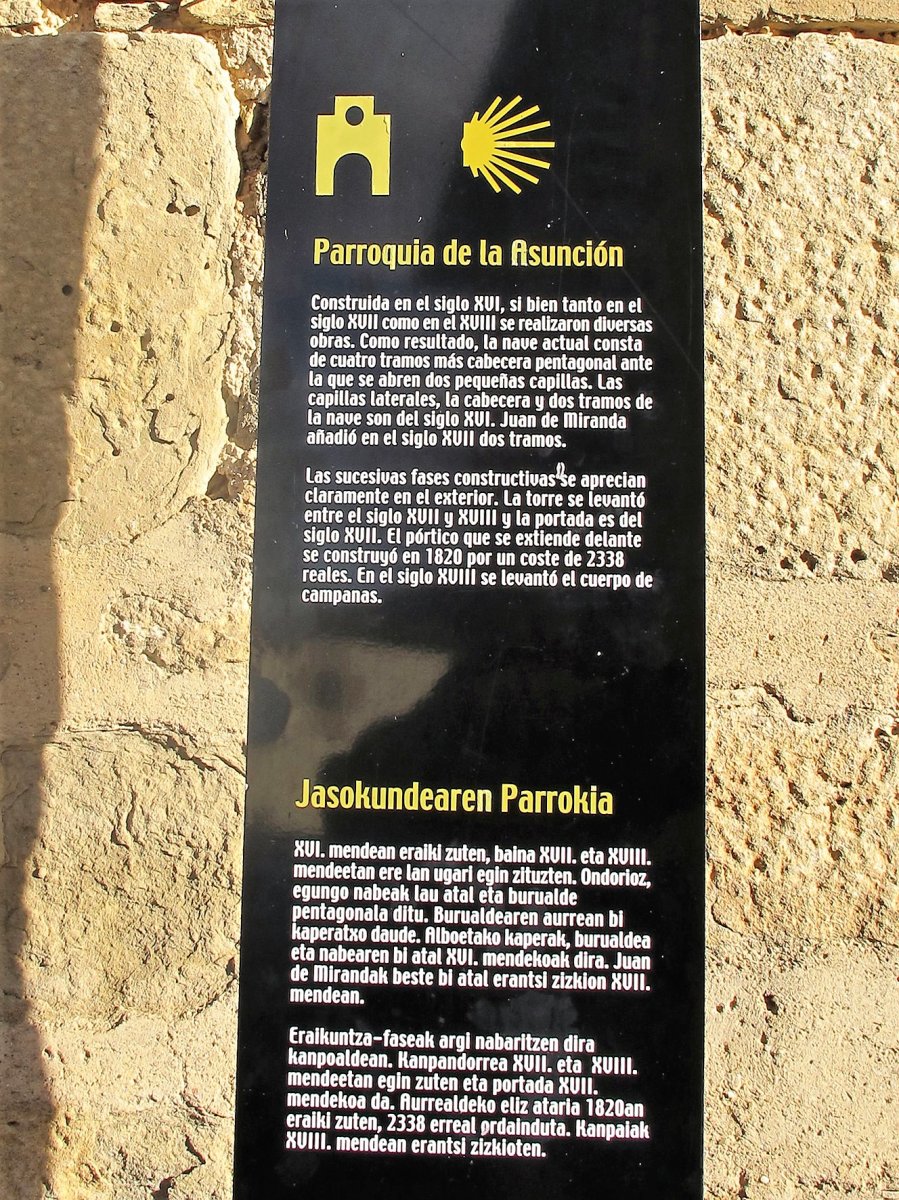 Parroquia de la Asunción
Construida en el siglo XVI, si bien tanto en el
siglo XVII como en el XVIII se realizaron diversas
obras. Como resultado, la nave actual consta
de cuatro tramos más cabecera pentagonal ante
la que se abren dos pequeñas capillas. Las
capillas laterales, la cabecera y dos tramos de
la nave son del siglo XVI. Juan de Miranda
añadió en el siglo XVII dos tramos.
Las sucesivas fases constructivas se aprecian
claramente en el exterior. La torre se levantó
entre el siglo XVII y XVIII y la portada es del
siglo XVII. El pórtico que se extiende delante
se construyó en 1820 por un coste de 2338
reales. En el siglo XVIII se levantó el cuerpo de
campanas.
Jasokundearen Parrokia
XVI. mendean eraiki zuten, baina XVII. eta XVIII.
mendeetan ere lan ugari egin zituzten. Ondorioz,
egungo nabeak lau atal eta burualde
pentagonala ditu. Burualdearen aurrean bi
kaperatxo daude. Alboetako kaperak, burualdea
eta nabearen bi atal XVI. mendekoak dira. Juan
de Mirandak beste bi atal erantsi zizkion XVII.
mendean.
Eraikuntza-faseak argi nabaritzen dira
kanpoaldean. Kanpandorrea XVII. eta XVIII.
mendeetan egin zuten eta portada XVII.
mendekoa da. Aurrealdeko eliz ataria 1820an
eraiki zuten, 2338 erreal ordainduta. Kanpaiak
XVIII. mendean erantsi zizkioten.